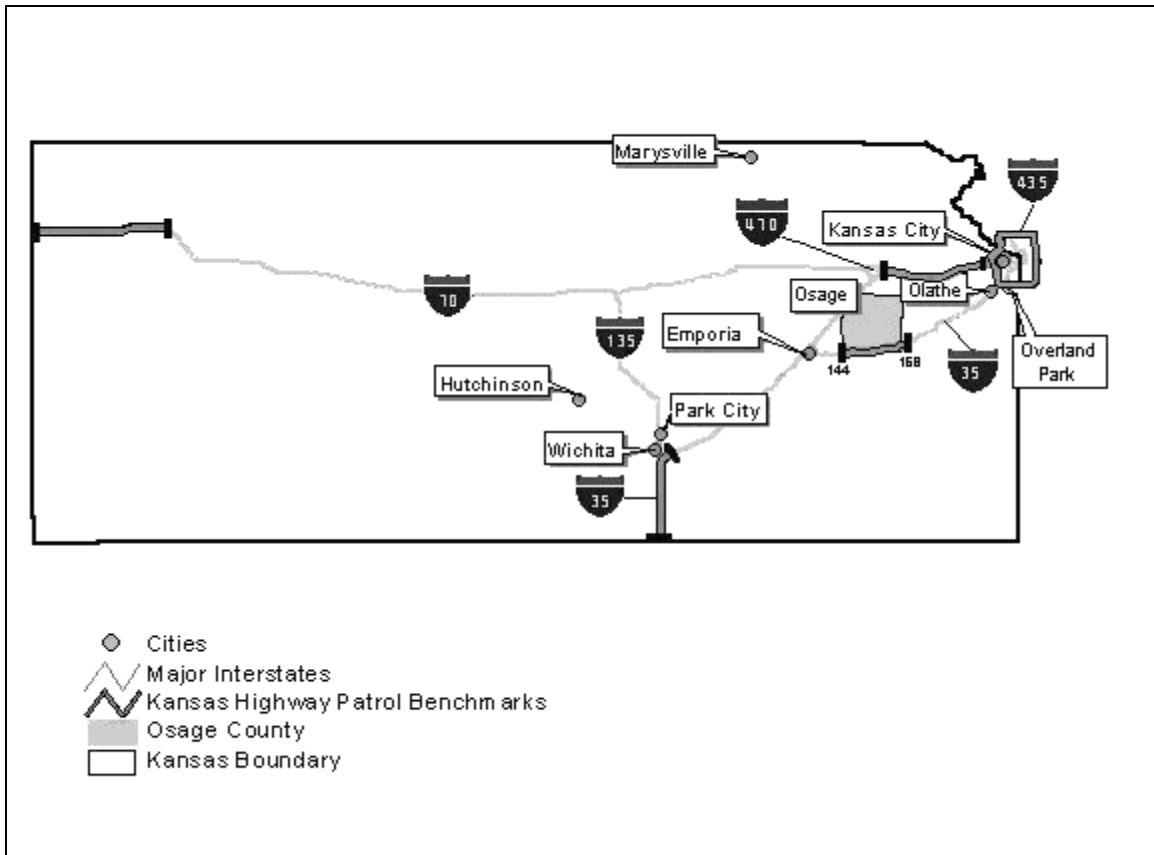 Marysville
435
470
Kansas City
Osage
Olathe
70
Emporia
135
144
168
35
Overland
Park
Hutchinson
Park City
Wichita
35
Cities
Major Interstates
Kansas Highway Patrol Benchmarks
Osage County
Kansas Boundary